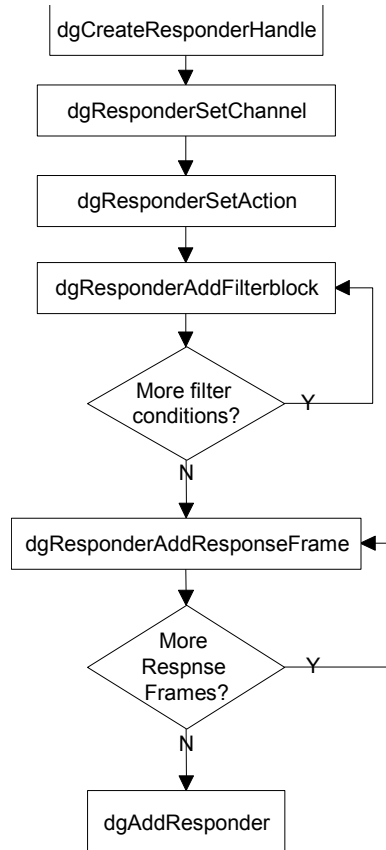 dgCreateResponderHandle
dgResponderSetChannel
dgResponderSetAction
dgResponderAddFilterblock
More filter
conditions?
Y
N
dgResponderAddResponseFrame
More
Respnse
Frames?
Y
N
dgAddResponder